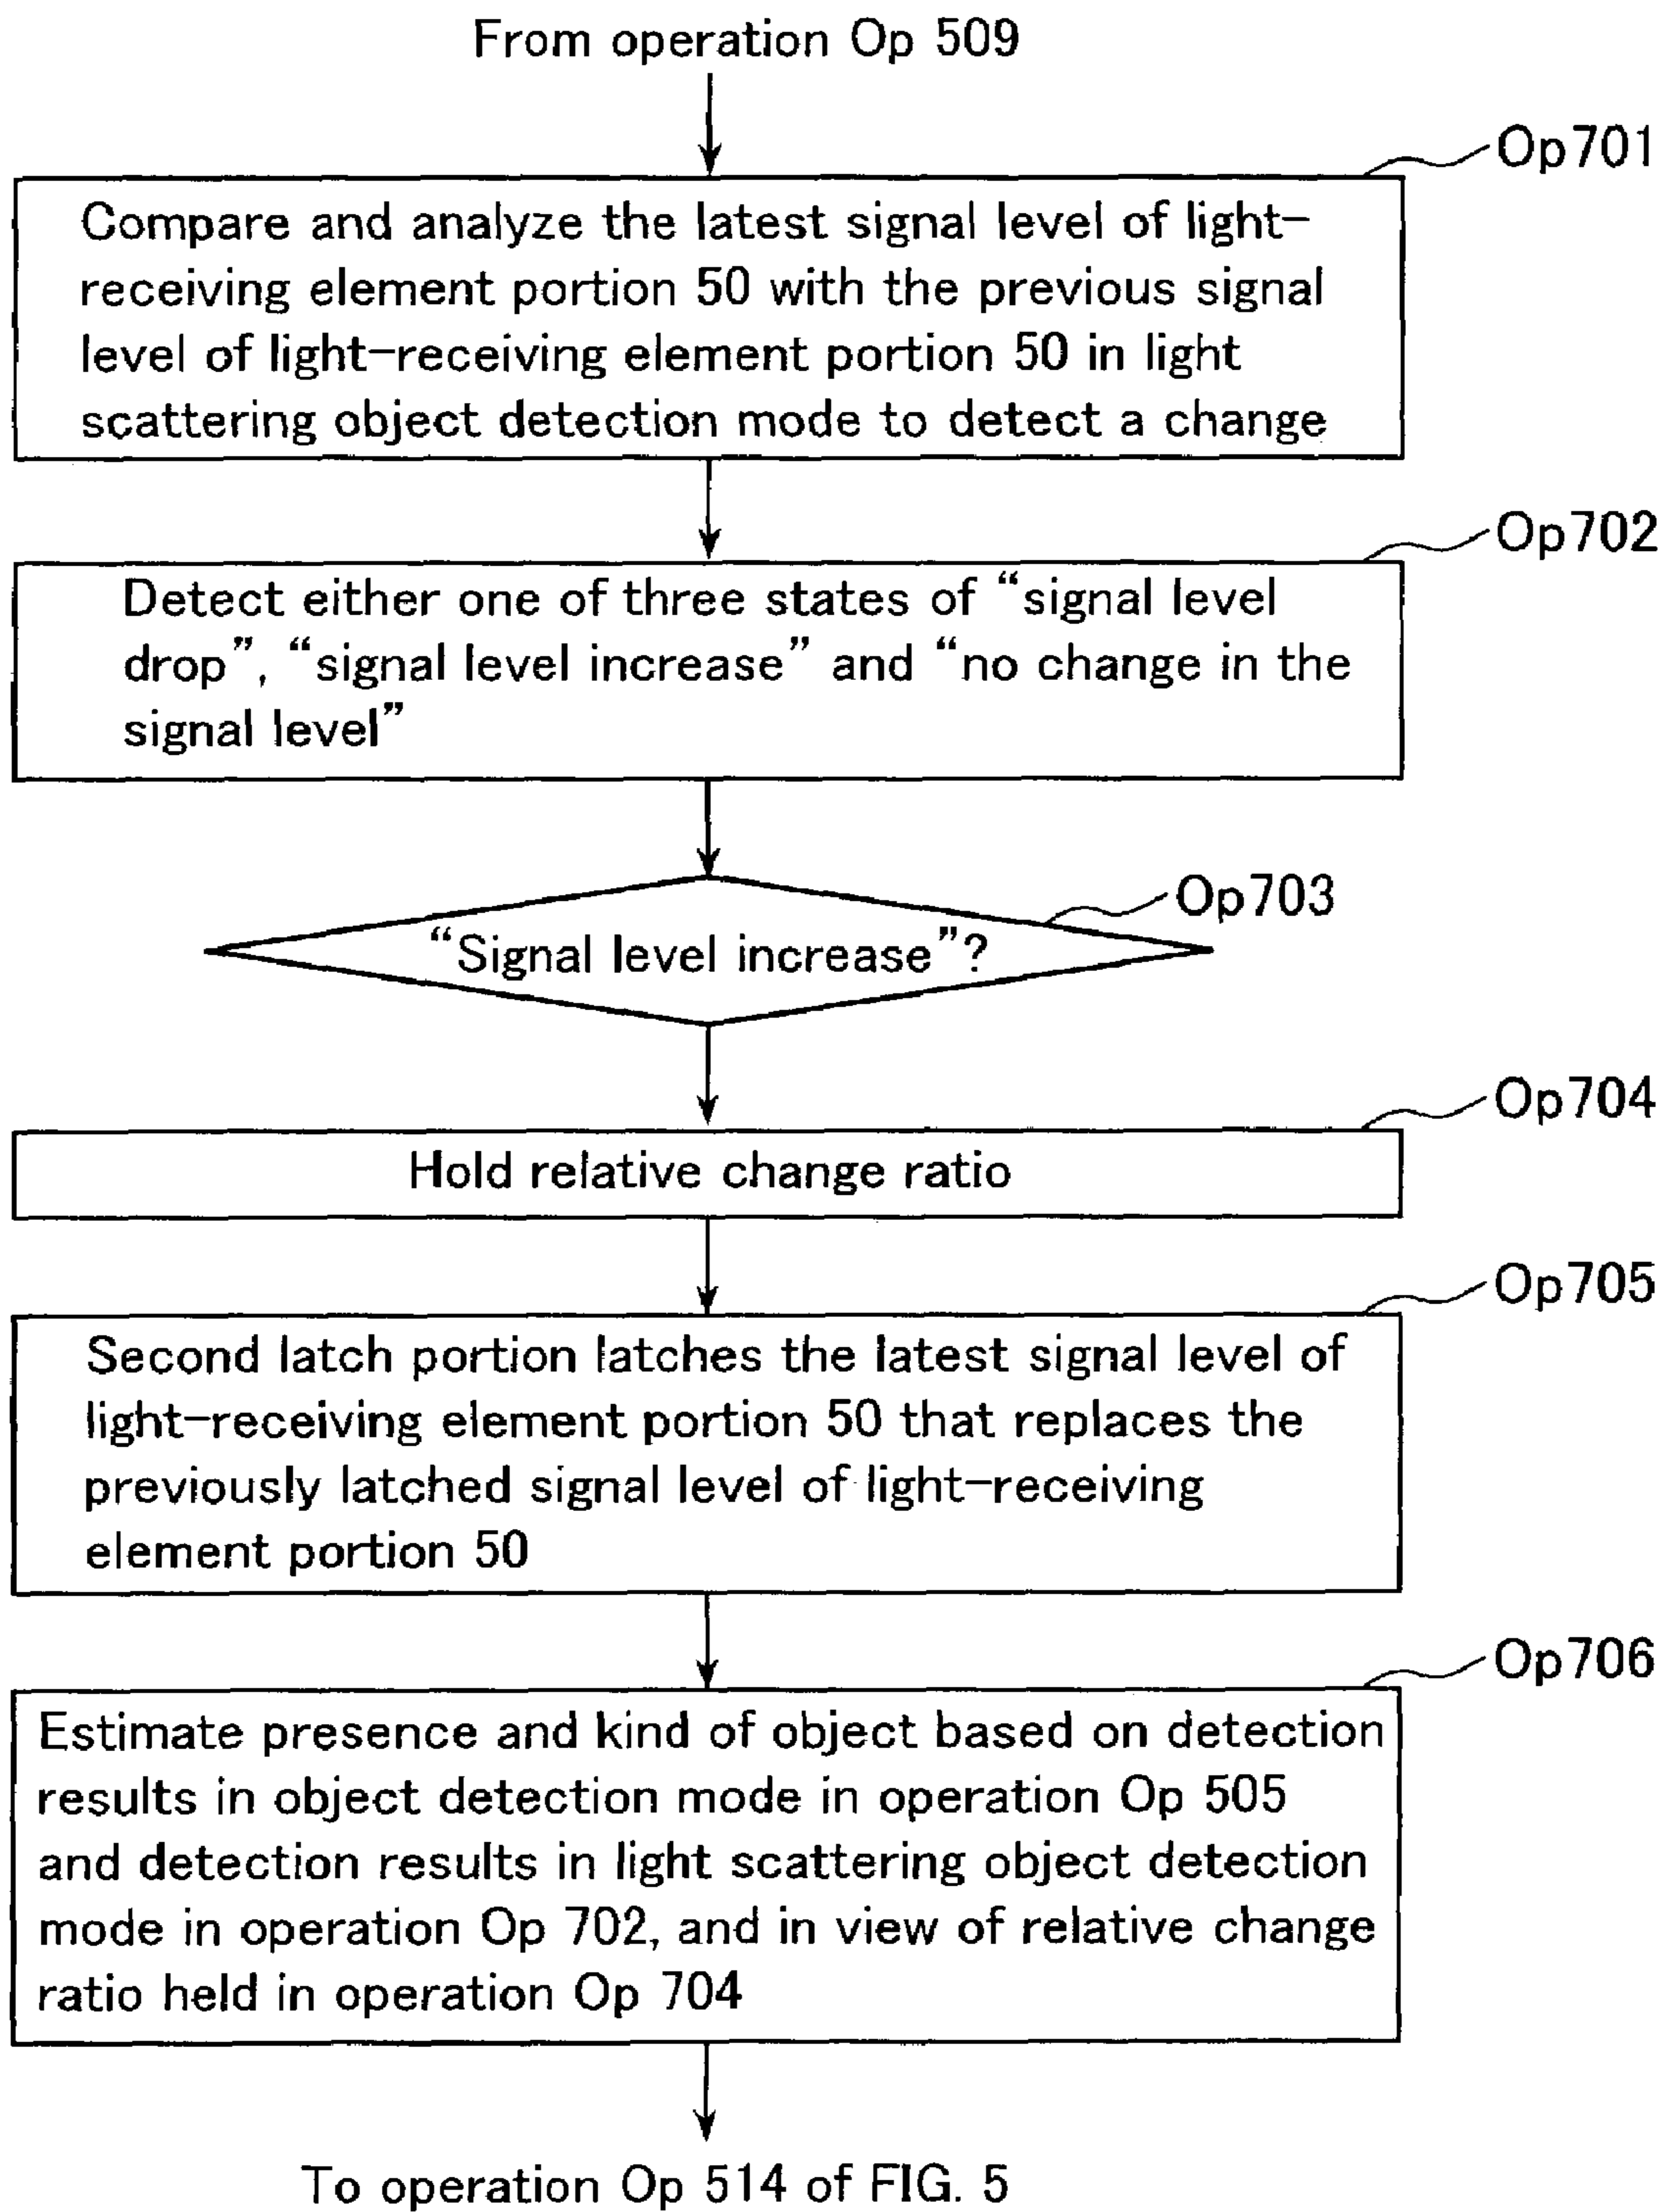 From operation Op 509
Op701
Compare and analyze the latest signal level of light-
receiving element portion 50 with the previous signal
level of light-receiving element portion 50 in light
scattering object detection mode to detect a change
Op702
Detect either one of three states of “signal level
drop”, “signal level increase” and “no change in the
signal level”
Op703
“Signal level increase”?
Op704
Hold relative change ratio
Op705
Second latch portion latches the latest signal level of
light-receiving element portion 50 that replaces the
previously latched signal level of light-receiving
element portion 50
Op706
Estimate presence and kind of object based on detection
results in object detection mode in operation Op 505
and detection results in light scattering object detection
mode in operation Op 702, and in view of relative change
ratio held in operation Op 704
To operation Op 514 of FIG. 5